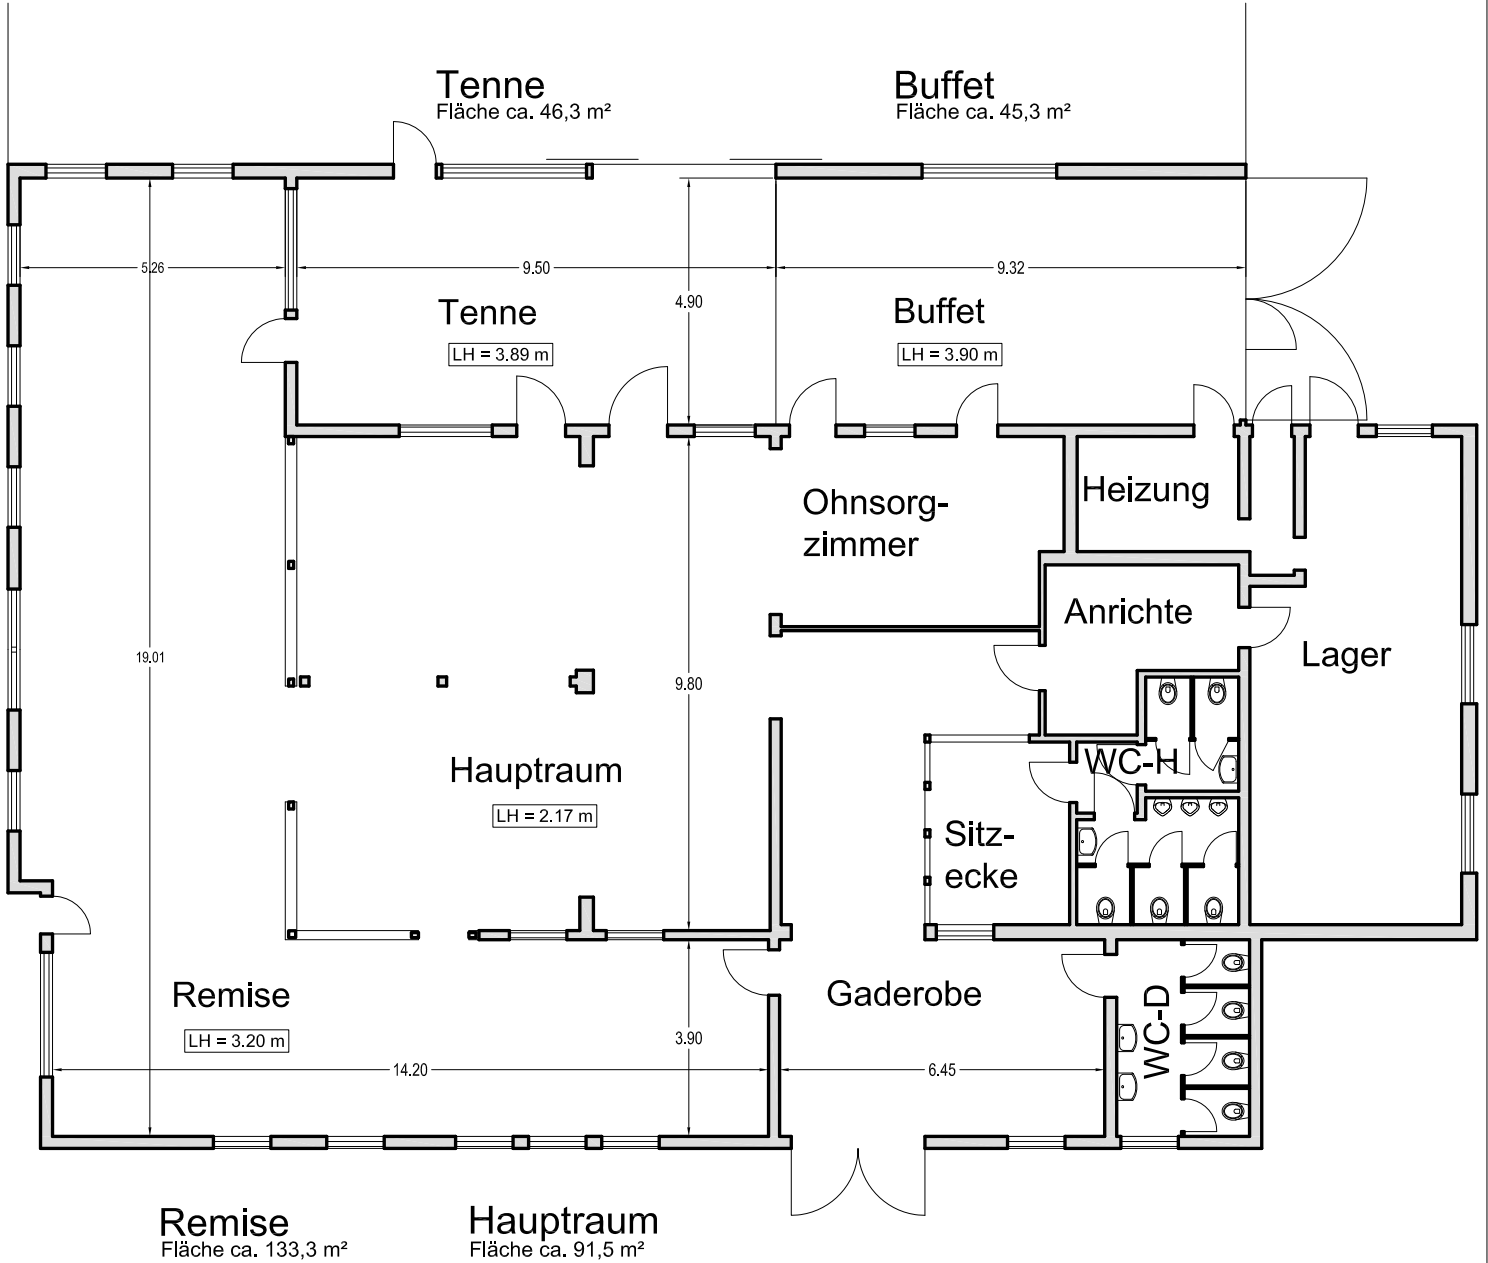 Tenne
Fläche ca. 46,3 m²
Buffet
Fläche ca. 45,3 m²
5.26
9.50
9.32
4.90
Tenne
LH = 3.89 m
Buffet
LH = 3.90 m
Ohnsorg-
zimmer
Heizung
Anrichte
Lager
19.01
9.80
Hauptraum
LH = 2.17 m
WC-H
Sitz-
ecke
Remise
LH = 3.20 m
Gaderobe
WC-D
3.90
14.20
6.45
Remise
Fläche ca. 133,3 m²
Hauptraum
Fläche ca. 91,5 m²